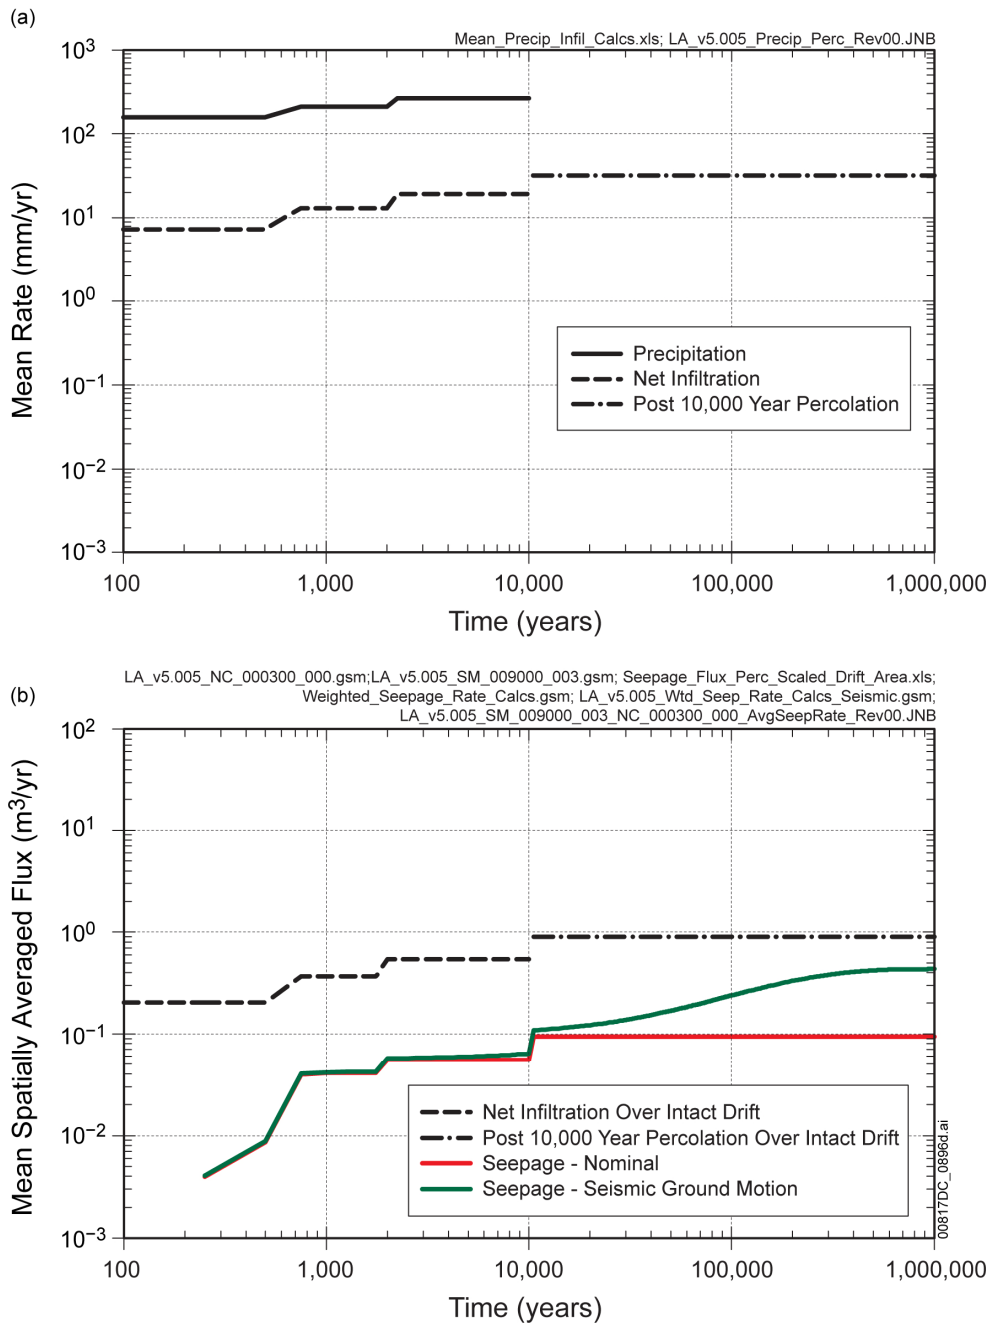 (a)
Mean_Precip_Infil_Calcs.xls; LA_v5.005_Precip_Perc_Rev00.JNB
10³
10²
10¹
10⁰
10⁻¹
10⁻²
10⁻³
Mean Rate (mm/yr)
Precipitation
Net Infiltration
Post 10,000 Year Percolation
100 1,000 10,000 100,000 1,000,000
Time (years)
(b)
LA_v5.005_NC_000300_000.gsm;LA_v5.005_SM_009000_003.gsm; Seepage_Flux_Perc_Scaled_Drift_Area.xls;
Weighted_Seepage_Rate_Calcs.gsm; LA_v5.005_Wtd_Seep_Rate_Calcs_Seismic.gsm;
LA_v5.005_SM_009000_003_NC_000300_000_AvgSeepRate_Rev00.JNB
10²
10¹
10⁰
10⁻¹
10⁻²
10⁻³
Mean Spatially Averaged Flux (m³/yr)
Net Infiltration Over Intact Drift
Post 10,000 Year Percolation Over Intact Drift
Seepage - Nominal
Seepage - Seismic Ground Motion
00817DC_0896d.ai
100 1,000 10,000 100,000 1,000,000
Time (years)